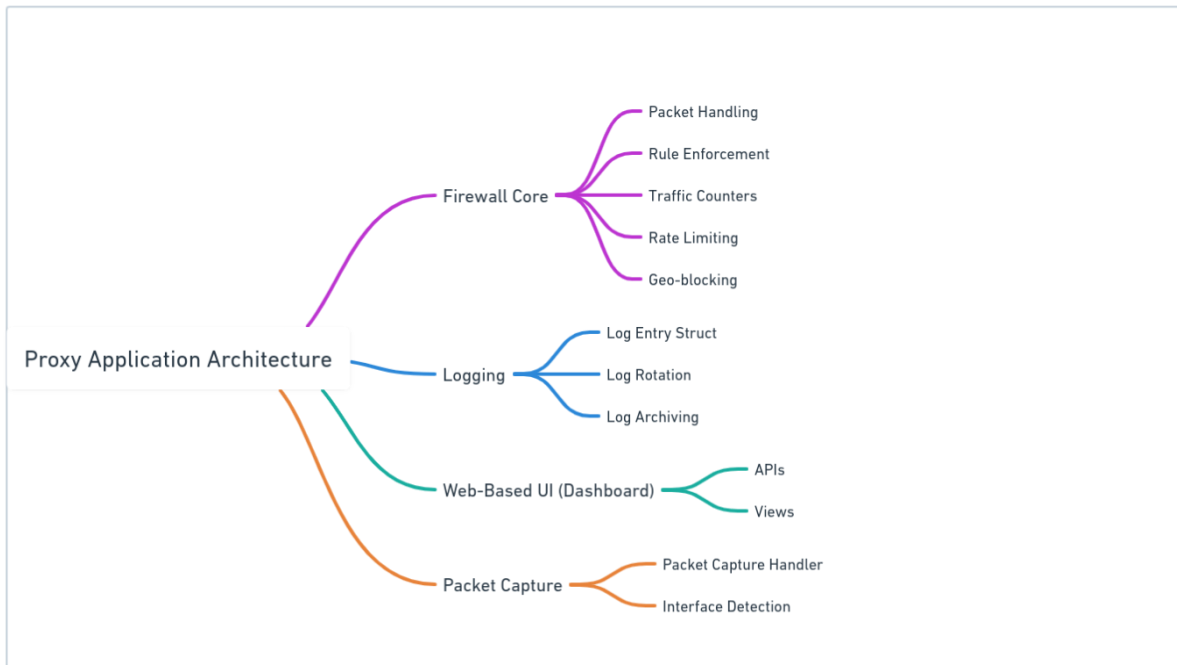 Proxy Application Architecture
Firewall Core
Packet Handling
Rule Enforcement
Traffic Counters
Rate Limiting
Geo-blocking
Logging
Log Entry Struct
Log Rotation
Log Archiving
Web-Based UI (Dashboard)
APIs
Views
Packet Capture
Packet Capture Handler
Interface Detection